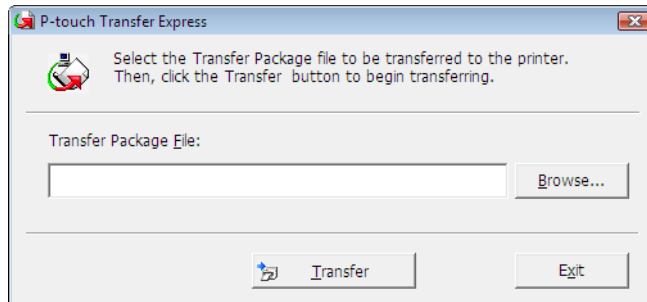 P-touch Transfer Express
Select the Transfer Package file to be transferred to the printer.
Then, click the Transfer button to begin transferring.
Transfer Package File:
Browse...
Transfer
Exit